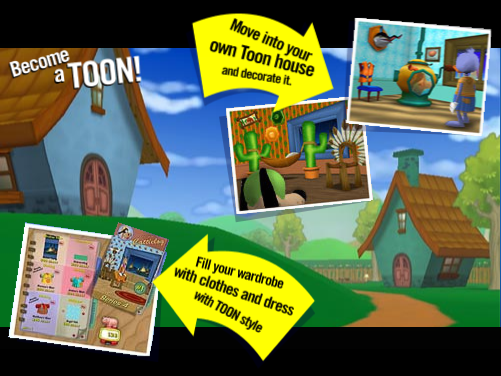 Become
a TOON!
Move into your
own Toon house
and decorate it.
Fill your wardrobe
with clothes and dress
with TOON style